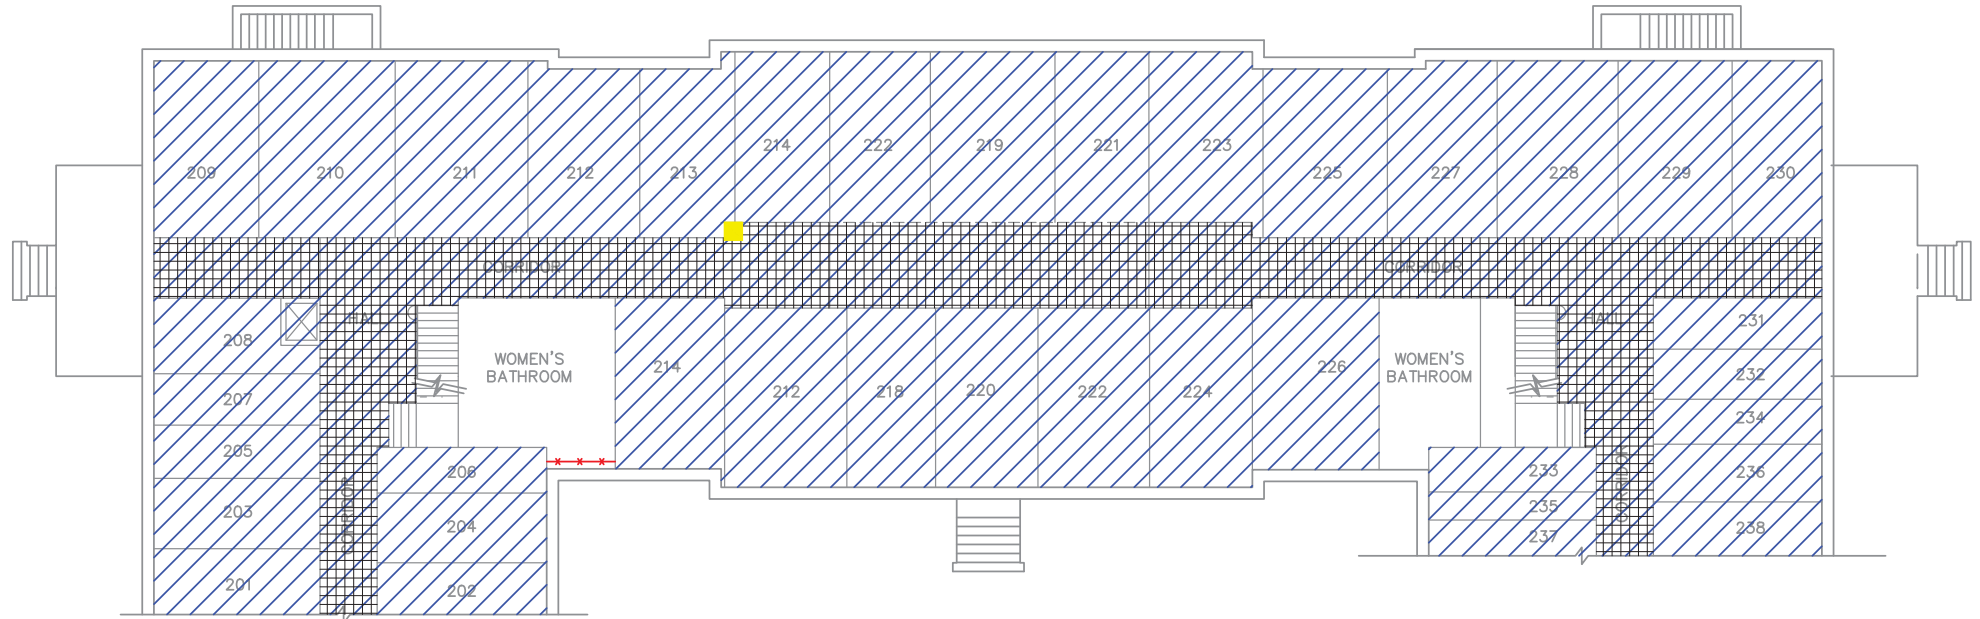 214 222 219 221 223
209 210 211 212 213 225 227 228 229 230
CORRIDOR CORRIDOR
HALL HALL
208 231
WOMEN'S
BATHROOM
214 226
WOMEN'S
BATHROOM
207 212 218 220 222 224 232
234
205 206 233 236
CORRIDOR CORRIDOR
203 204 235 238
237
201 202